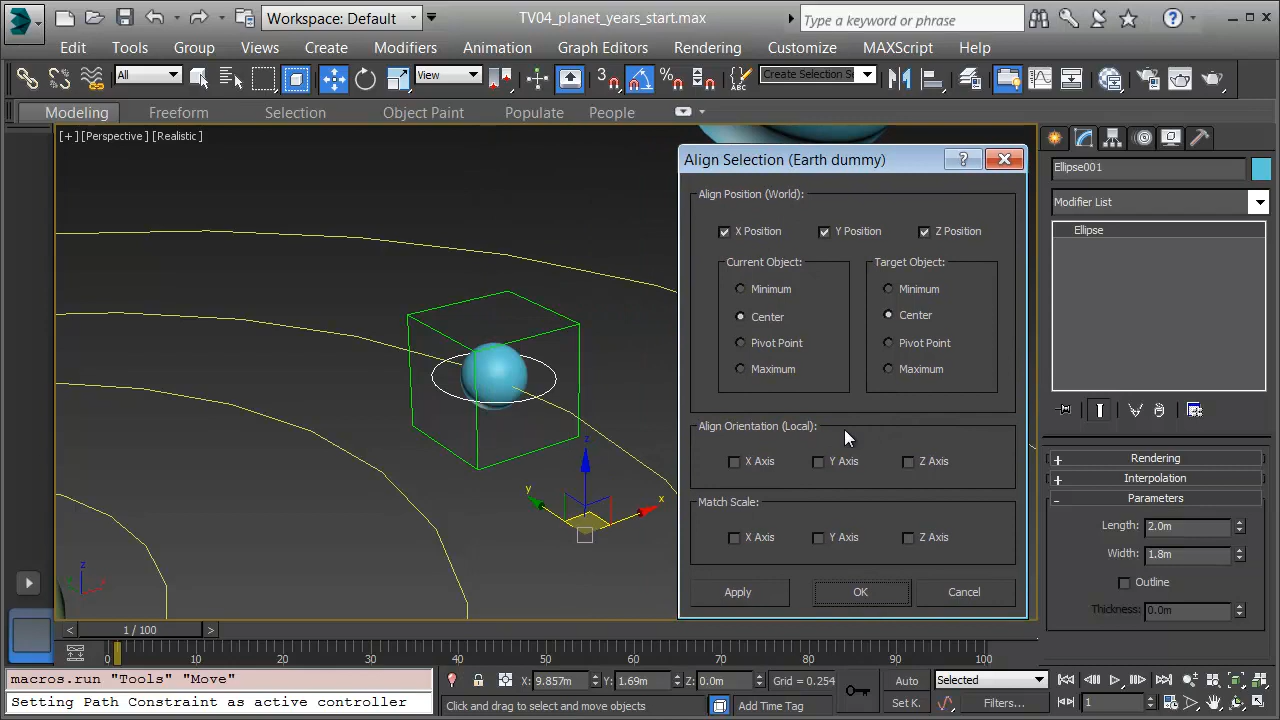 Workspace: Default
TV04_planet_years_start.max
Type a keyword or phrase
Edit Tools Group Views Create Modifiers Animation Graph Editors Rendering Customize MAXScript Help
All
View
3
ABC
Modeling Freeform Selection Object Paint Populate People
[+] [Perspective] [Realistic]
Align Selection (Earth dummy)
Align Position (World):
X Position Y Position Z Position
Current Object: Target Object:
Minimum Minimum
Center Center
Pivot Point Pivot Point
Maximum Maximum
Align Orientation (Local):
X Axis Y Axis Z Axis
Match Scale:
X Axis Y Axis Z Axis
Apply OK Cancel
z
y
x
z
Ellipse001
Modifier List
Ellipse
+ Rendering
+ Interpolation
- Parameters
Length: 2.0m
Width: 1.8m
Outline
Thickness: 0.0m
< 1 / 100 >
0 10 20 30 40 50 60 70 80 90 100
macros.run "Tools" "Move"
Setting Path Constraint as active controller
X: 9.857m Y: 1.69m Z: 0.0m Grid = 0.254
Click and drag to select and move objects
Add Time Tag
Auto Selected
Set K. Filters...
1